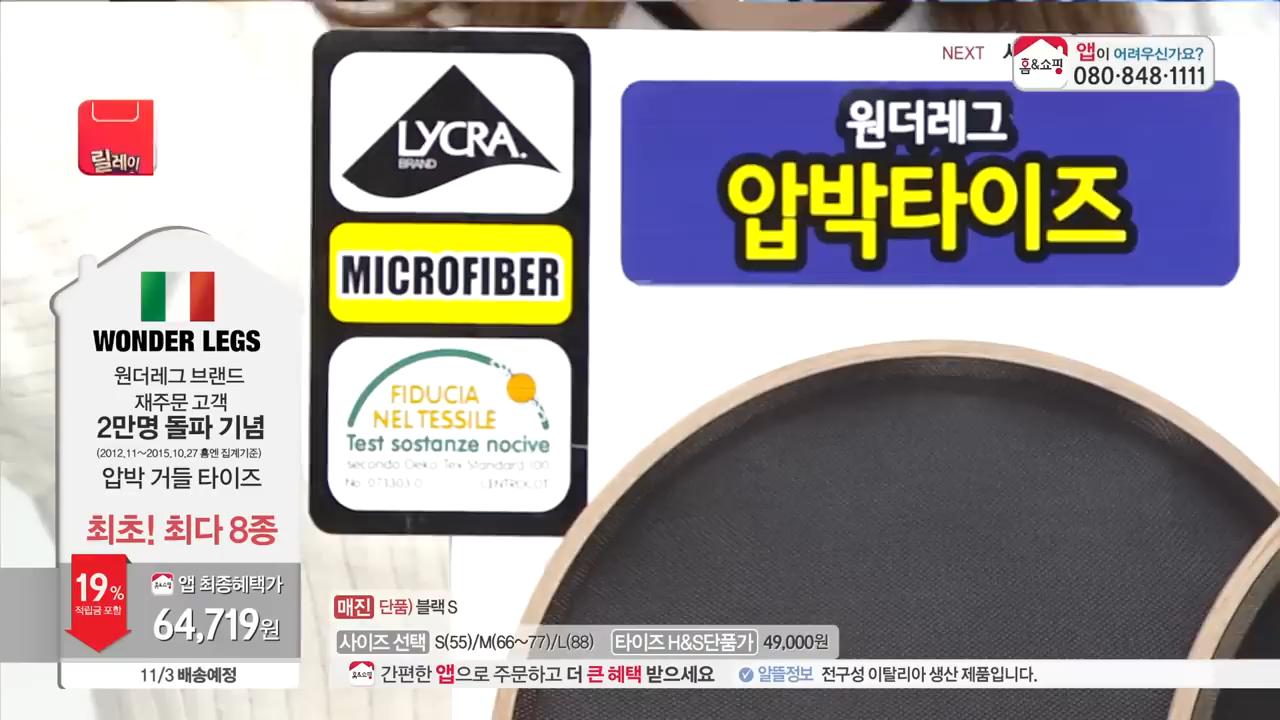 NEXT
홈&쇼핑
앱이 어려우신가요?
080·848·1111
릴레이
LYCRA.
BRAND
MICROFIBER
FIDUCIA
NEL TESSILE
Test sostanze nocive
secondo Oeko Tex Standard 100
No. 073303.0 CENTROCOT
원더레그
압박타이즈
WONDER LEGS
원더레그 브랜드
재주문 고객
2만명 돌파 기념
(2012.11~2015.10.27 홈엔 집계기준)
압박 거들 타이즈
최초! 최다 8종
19%
적립금 포함
홈&쇼핑 앱 최종혜택가
64,719원
11/3 배송예정
매진 단품) 블랙 S
사이즈 선택 S(55)/M(66~77)/L(88) 타이즈 H&S단품가 49,000원
홈&쇼핑 간편한 앱으로 주문하고 더 큰 혜택 받으세요 알뜰정보 전구성 이탈리아 생산 제품입니다.